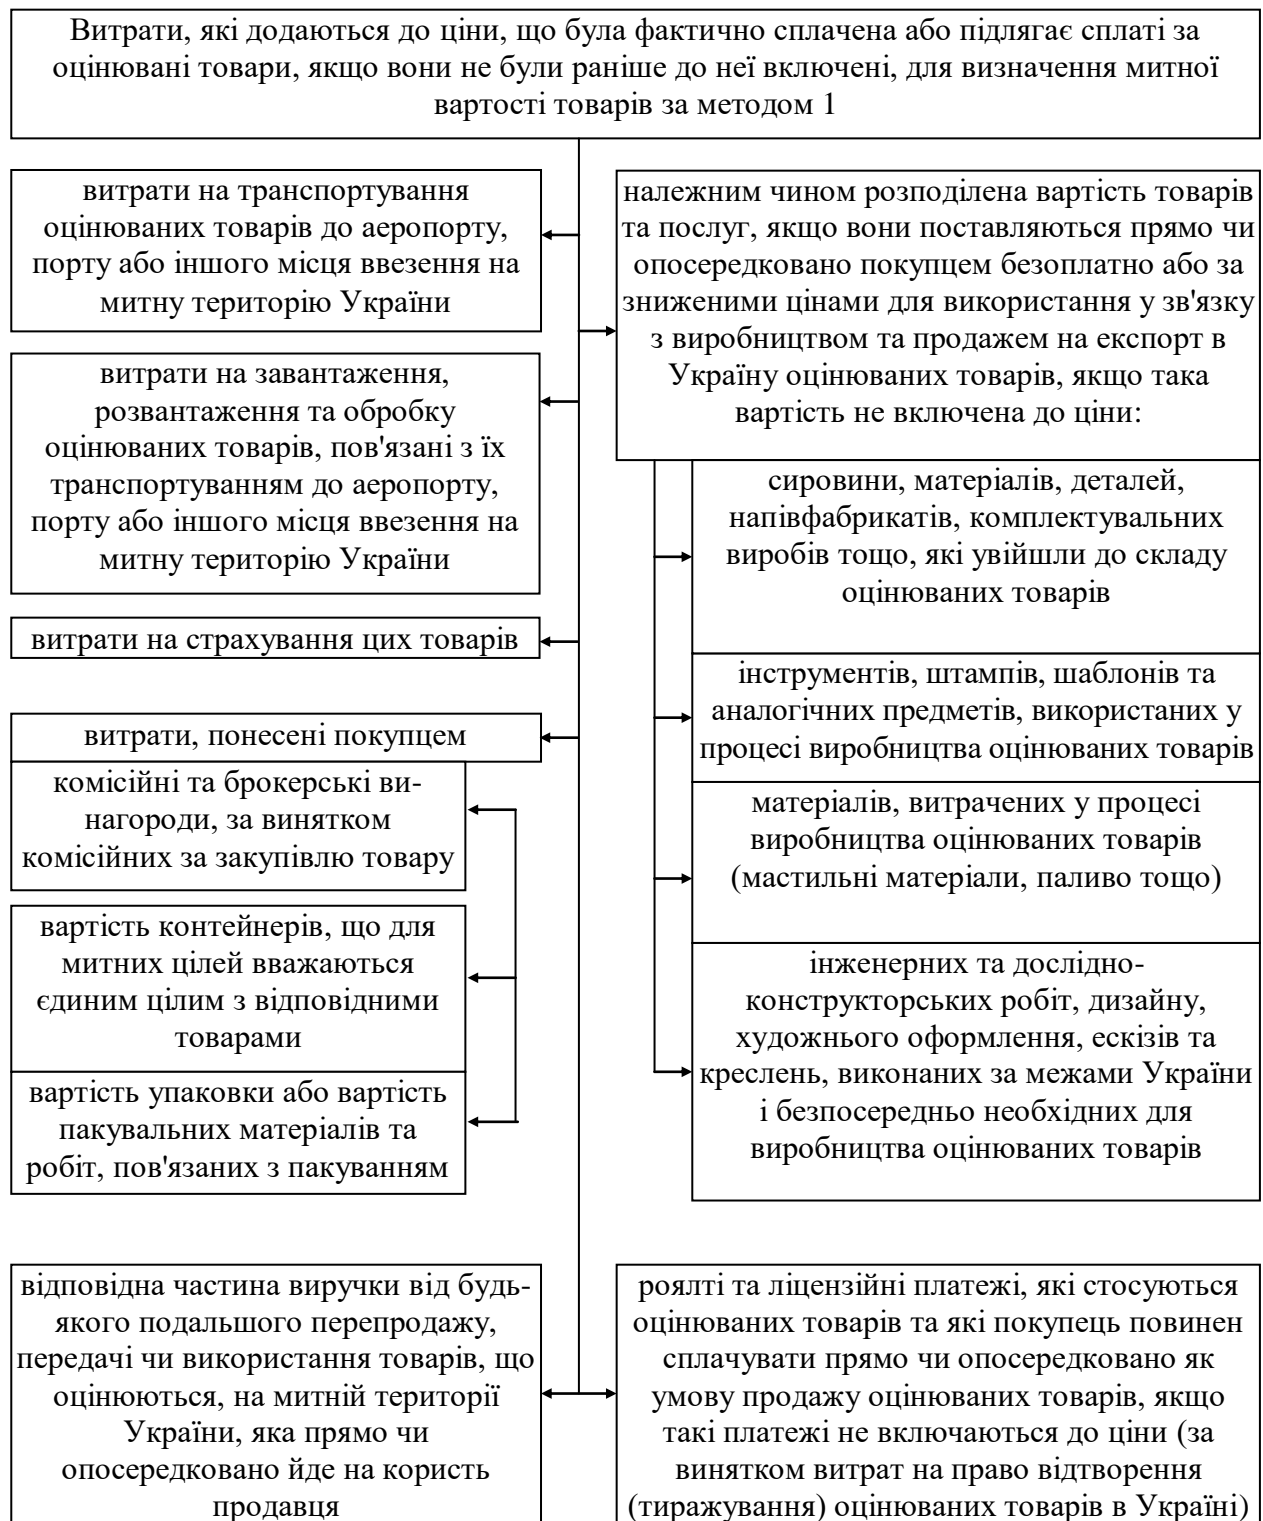 Витрати, які додаються до ціни, що була фактично сплачена або підлягає сплаті за
оцінювані товари, якщо вони не були раніше до неї включені, для визначення митної
вартості товарів за методом 1
витрати на транспортування
оцінюваних товарів до аеропорту,
порту або іншого місця ввезення на
митну територію України
витрати на завантаження,
розвантаження та обробку
оцінюваних товарів, пов'язані з їх
транспортуванням до аеропорту,
порту або іншого місця ввезення на
митну територію України
витрати на страхування цих товарів
витрати, понесені покупцем
комісійні та брокерські ви-
нагороди, за винятком
комісійних за закупівлю товару
вартість контейнерів, що для
митних цілей вважаються
єдиним цілим з відповідними
товарами
вартість упаковки або вартість
пакувальних матеріалів та
робіт, пов'язаних з пакуванням
належним чином розподілена вартість товарів
та послуг, якщо вони поставляються прямо чи
опосередковано покупцем безоплатно або за
зниженими цінами для використання у зв'язку
з виробництвом та продажем на експорт в
Україну оцінюваних товарів, якщо така
вартість не включена до ціни:
сировини, матеріалів, деталей,
напівфабрикатів, комплектувальних
виробів тощо, які увійшли до складу
оцінюваних товарів
інструментів, штампів, шаблонів та
аналогічних предметів, використаних у
процесі виробництва оцінюваних товарів
матеріалів, витрачених у процесі
виробництва оцінюваних товарів
(мастильні матеріали, паливо тощо)
інженерних та дослідно-
конструкторських робіт, дизайну,
художнього оформлення, ескізів та
креслень, виконаних за межами України
і безпосередньо необхідних для
виробництва оцінюваних товарів
відповідна частина виручки від будь-
якого подальшого перепродажу,
передачі чи використання товарів, що
оцінюються, на митній території
України, яка прямо чи
опосередковано йде на користь
продавця
роялті та ліцензійні платежі, які стосуються
оцінюваних товарів та які покупець повинен
сплачувати прямо чи опосередковано як
умову продажу оцінюваних товарів, якщо
такі платежі не включаються до ціни (за
винятком витрат на право відтворення
(тиражування) оцінюваних товарів в Україні)